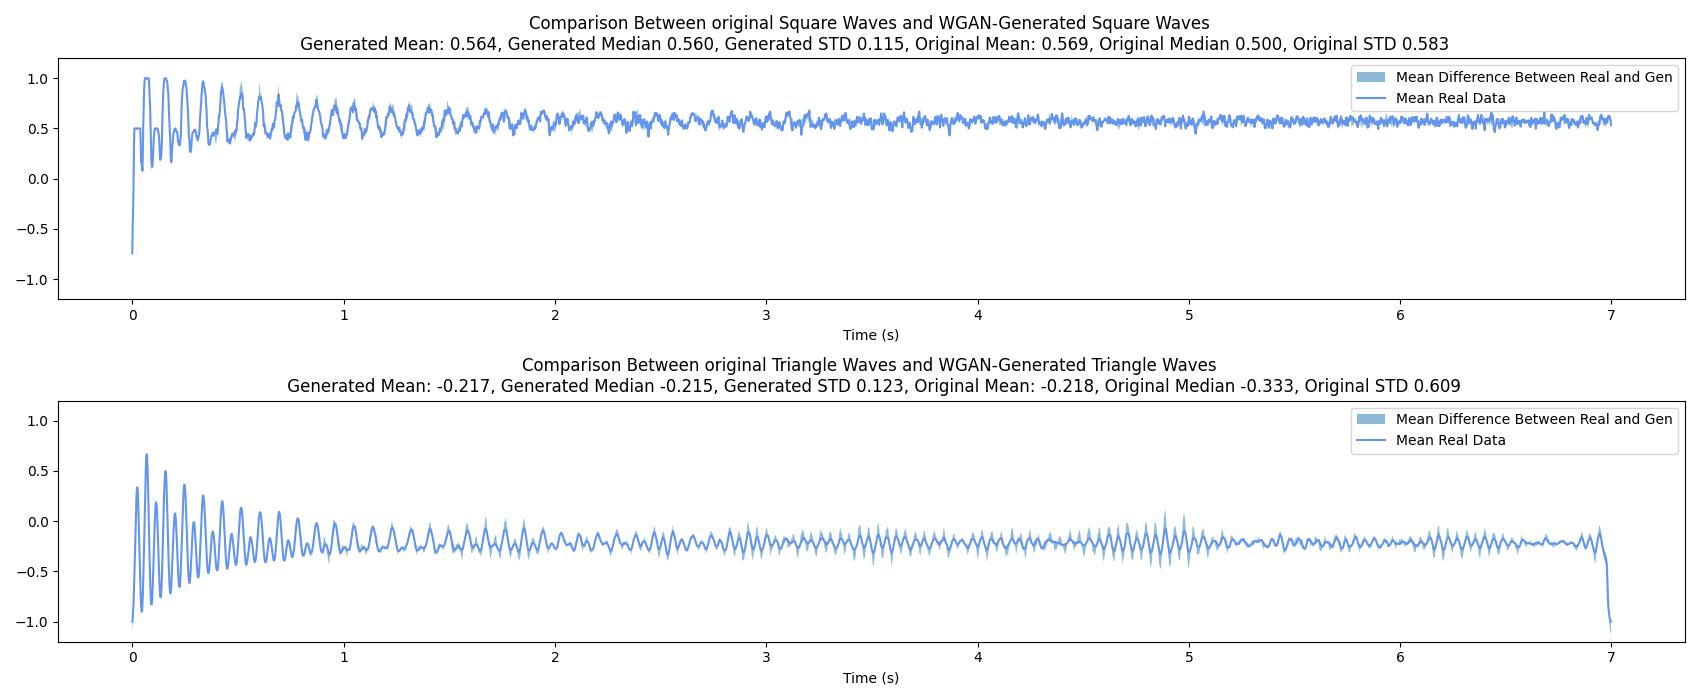 Comparison Between original Square Waves and WGAN-Generated Square Waves
Generated Mean: 0.564, Generated Median 0.560, Generated STD 0.115, Original Mean: 0.569, Original Median 0.500, Original STD 0.583
Mean Difference Between Real and Gen
Mean Real Data
1.0
0.5
0.0
−0.5
−1.0
0 1 2 3 4 5 6 7
Time (s)
Comparison Between original Triangle Waves and WGAN-Generated Triangle Waves
Generated Mean: -0.217, Generated Median -0.215, Generated STD 0.123, Original Mean: -0.218, Original Median -0.333, Original STD 0.609
Mean Difference Between Real and Gen
Mean Real Data
1.0
0.5
0.0
−0.5
−1.0
0 1 2 3 4 5 6 7
Time (s)